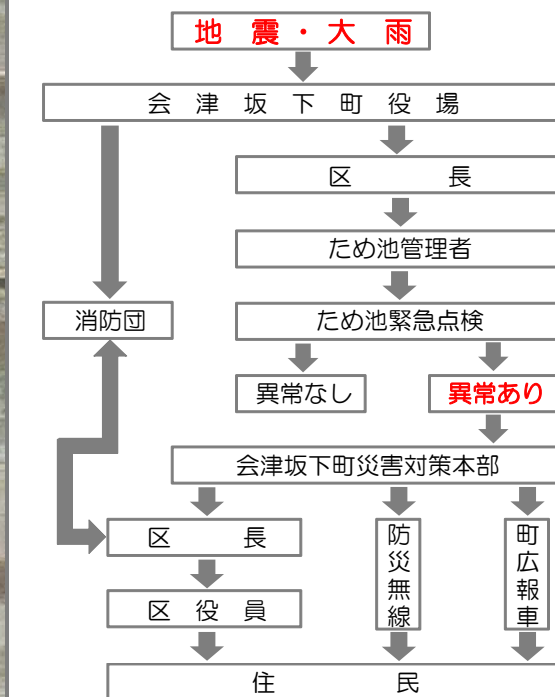 地震・大雨
会津坂下町役場
区長
ため池管理者
消防団
ため池緊急点検
異常なし
異常あり
会津坂下町災害対策本部
区長
防災無線
町広報車
区役員
住民